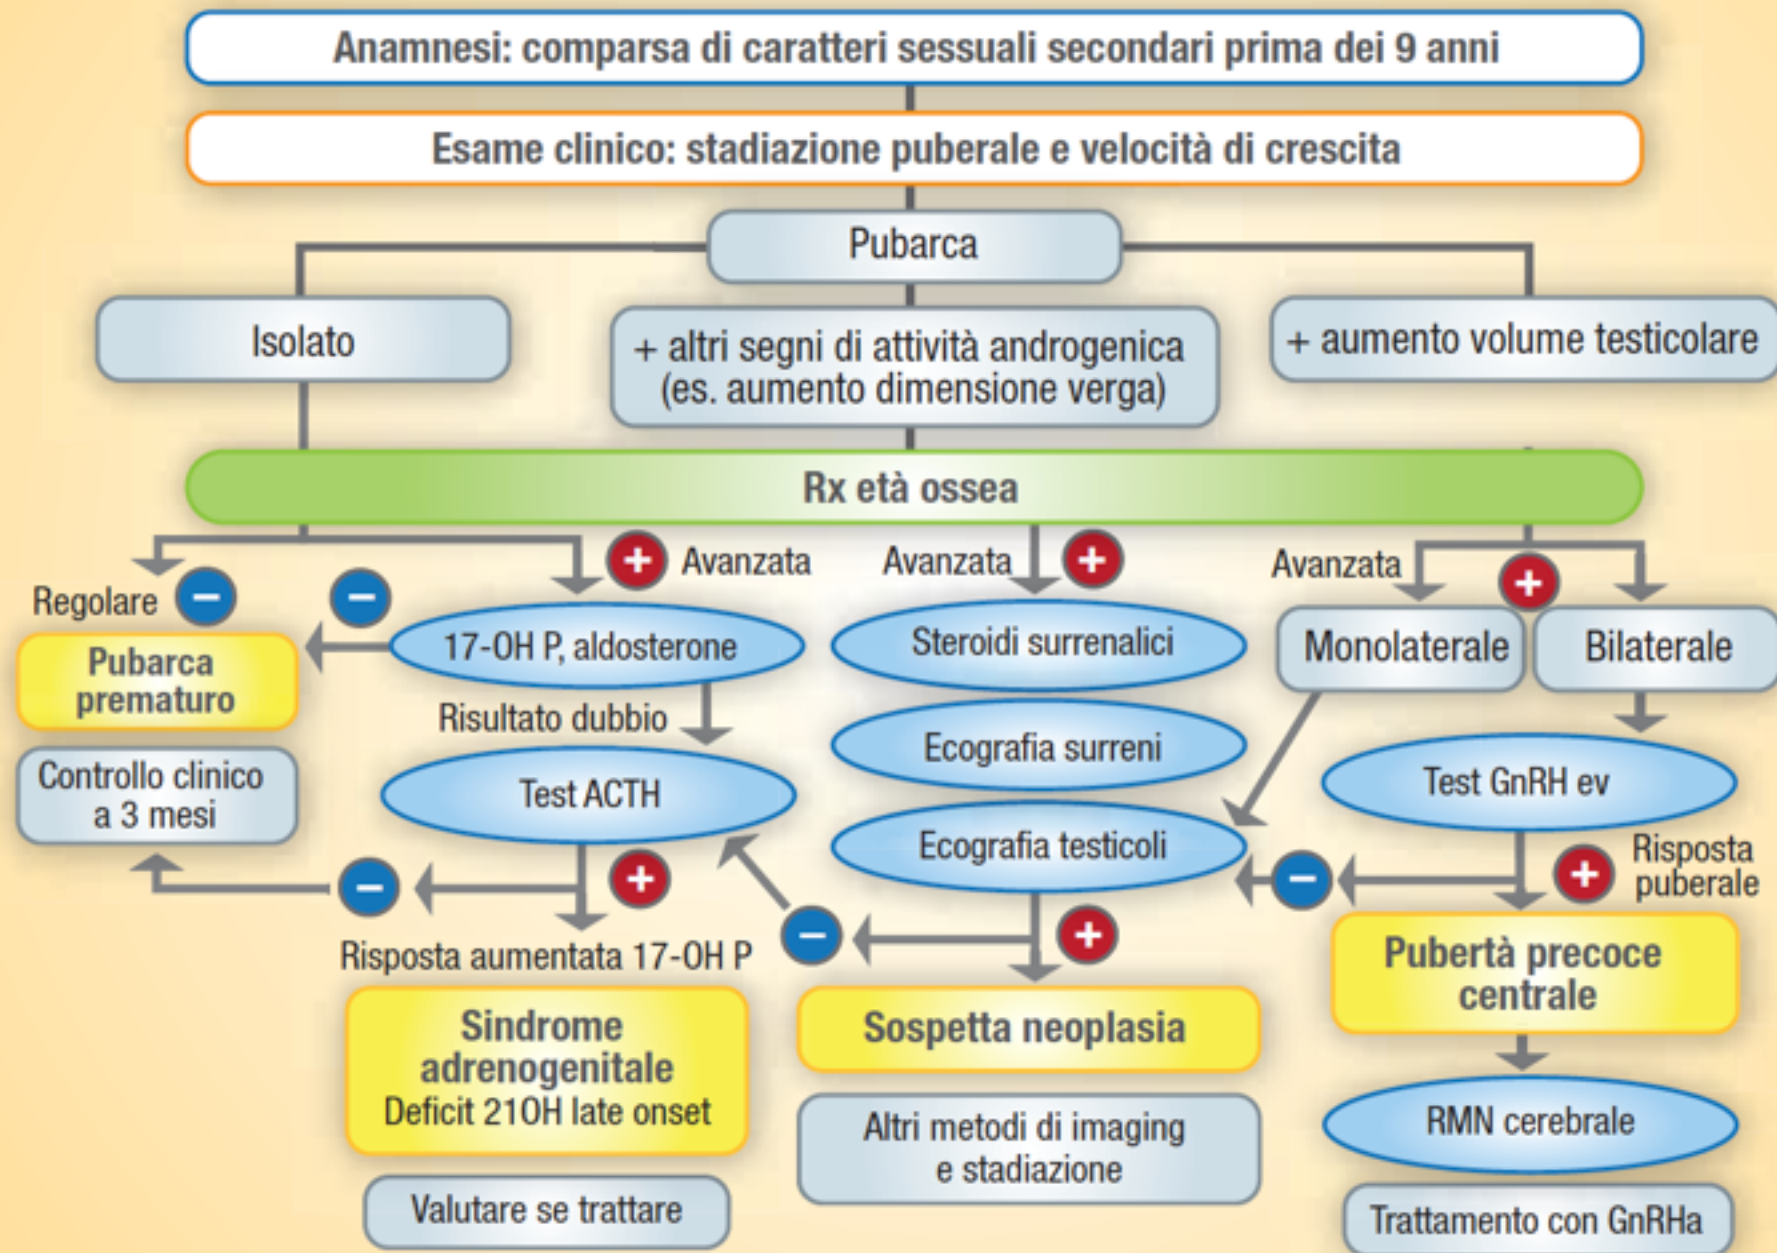 Anamnesi: comparsa di caratteri sessuali secondari prima dei 9 anni
Esame clinico: stadiazione puberale e velocità di crescita
Pubarca
Isolato
+ altri segni di attività androgenica
(es. aumento dimensione verga)
+ aumento volume testicolare
Rx età ossea
Regolare
−
−
+
Avanzata
Avanzata
+
Avanzata
+
Pubarca
prematuro
17-OH P, aldosterone
Steroidi surrenalici
Monolaterale
Bilaterale
Risultato dubbio
Controllo clinico
a 3 mesi
Test ACTH
Ecografia surreni
Ecografia testicoli
Test GnRH ev
−
+
Risposta aumentata 17-OH P
−
+
−
+
Risposta
puberale
Sindrome
adrenogenitale
Deficit 21OH late onset
Sospetta neoplasia
Pubertà precoce
centrale
Valutare se trattare
Altri metodi di imaging
e stadiazione
RMN cerebrale
Trattamento con GnRHa